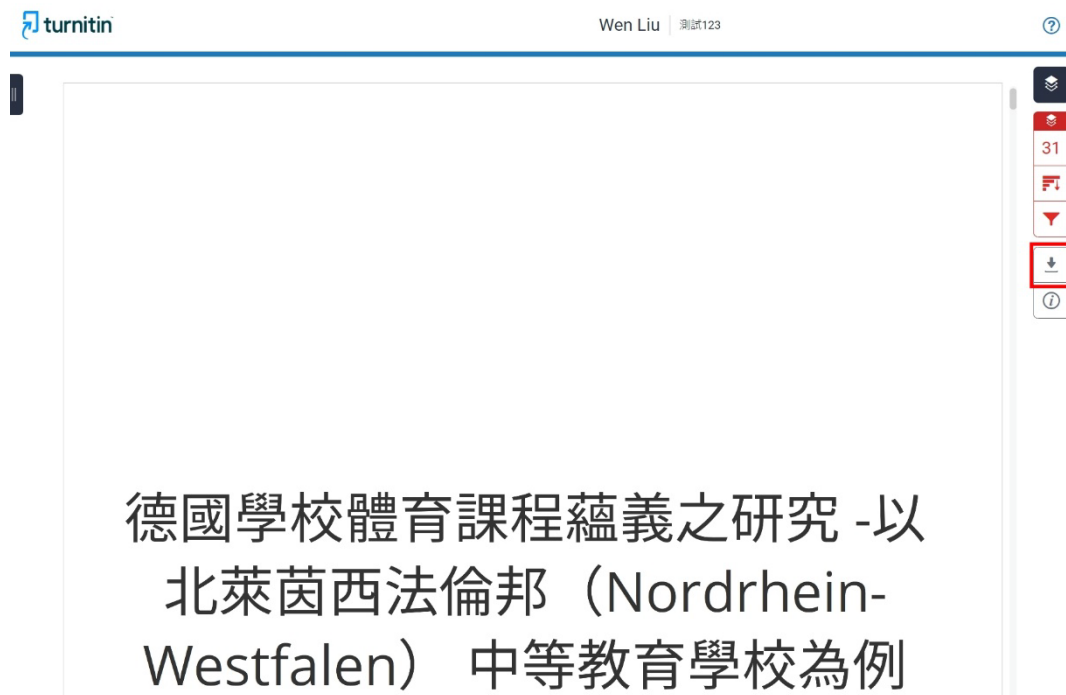 turnitin
Wen Liu 測試123
31
德國學校體育課程蘊義之研究 -以
北萊茵西法倫邦（Nordrhein-
Westfalen） 中等教育學校為例